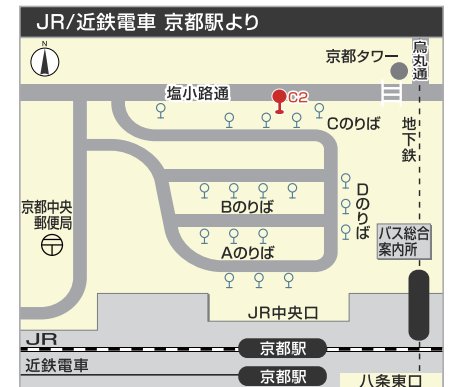 JR/近鉄電車 京都駅より
N
京都タワー
烏丸通
塩小路通
C2
Cのりば
地下鉄
Dのりば
Bのりば
京都中央
郵便局
バス総合
案内所
Aのりば
JR中央口
JR
京都駅
近鉄電車
京都駅
八条東口